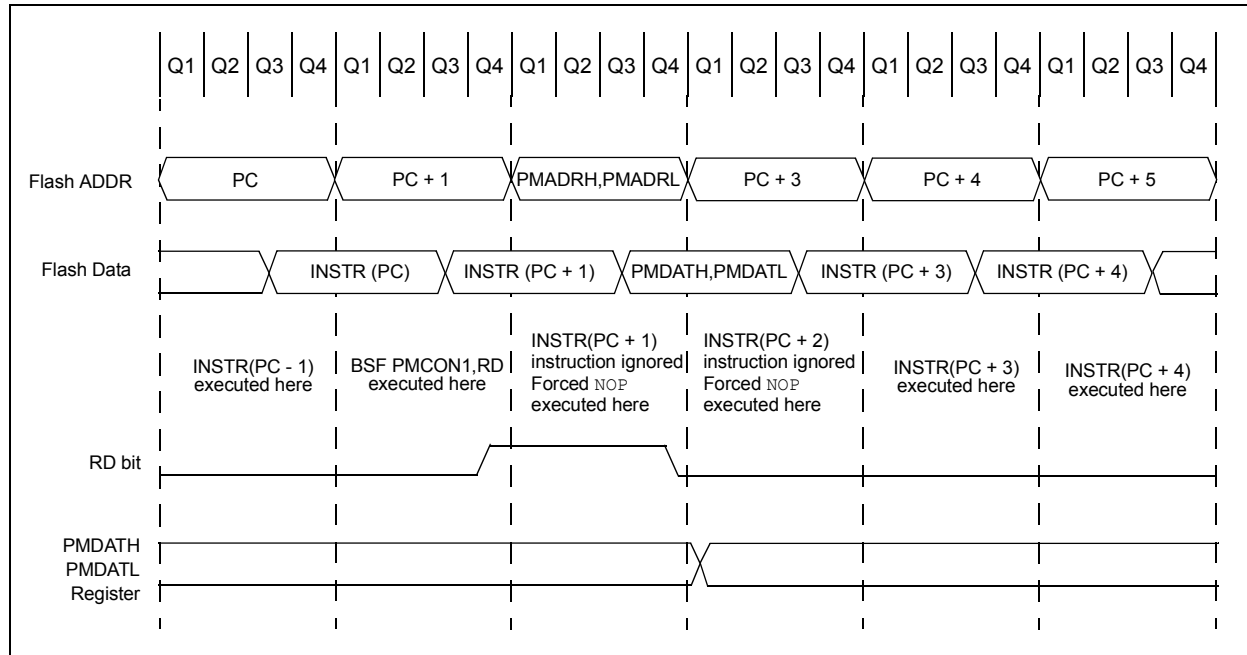 Q1 Q2 Q3 Q4 Q1 Q2 Q3 Q4 Q1 Q2 Q3 Q4 Q1 Q2 Q3 Q4 Q1 Q2 Q3 Q4 Q1 Q2 Q3 Q4
Flash ADDR
PC
PC + 1
PMADRH,PMADRL
PC + 3
PC + 4
PC + 5
Flash Data
INSTR (PC)
INSTR (PC + 1)
PMDATH,PMDATL
INSTR (PC + 3)
INSTR (PC + 4)
INSTR(PC - 1)
executed here
BSF PMCON1,RD
executed here
INSTR(PC + 1)
instruction ignored
Forced NOP
executed here
INSTR(PC + 2)
instruction ignored
Forced NOP
executed here
INSTR(PC + 3)
executed here
INSTR(PC + 4)
executed here
RD bit
PMDATH
PMDATL
Register